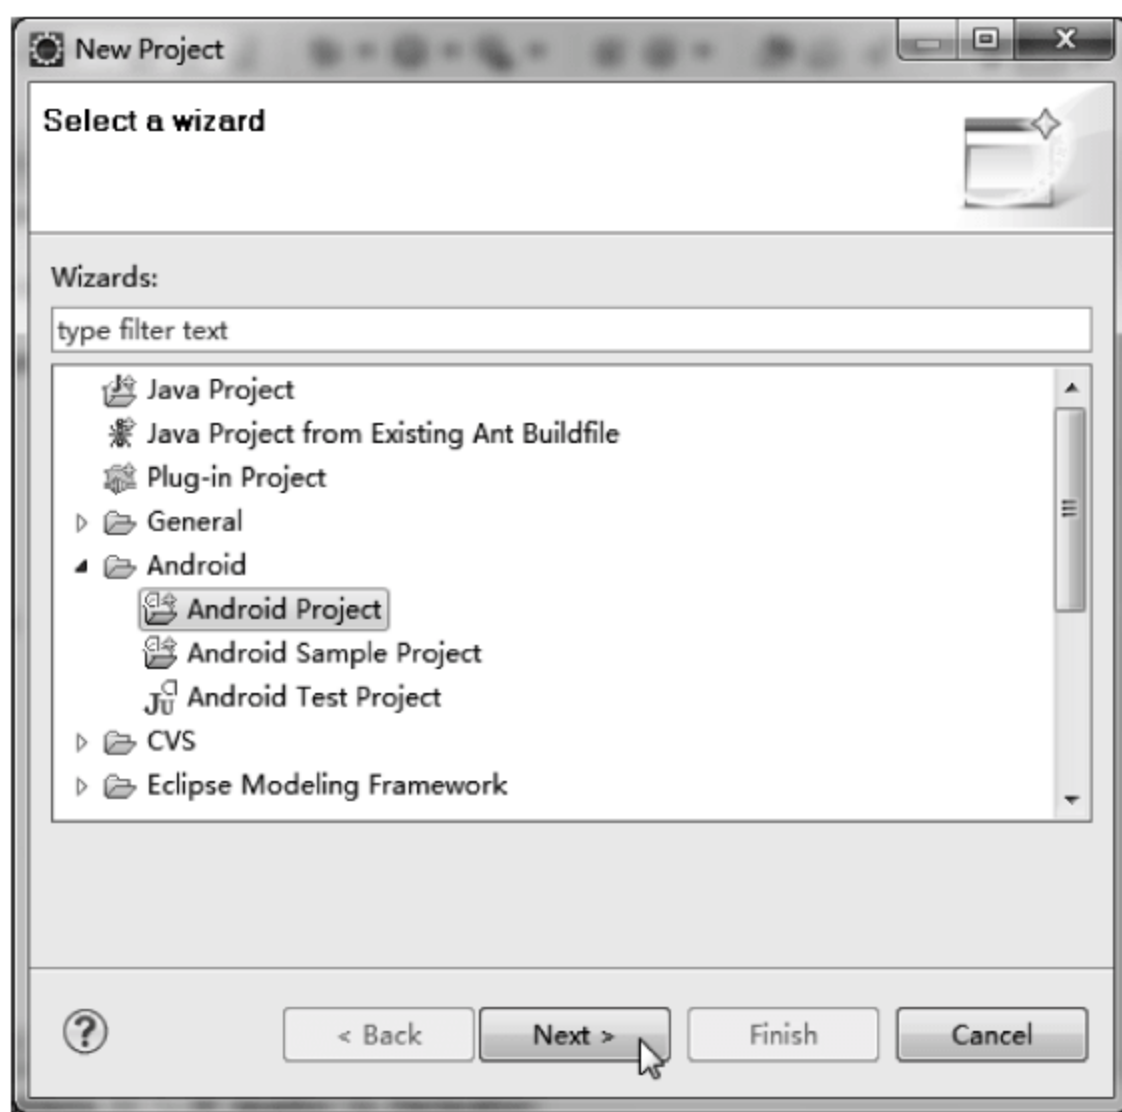 New Project
Select a wizard
Wizards:
type filter text
Java Project
Java Project from Existing Ant Buildfile
Plug-in Project
General
Android
Android Project
Android Sample Project
Android Test Project
CVS
Eclipse Modeling Framework
< Back Next > Finish Cancel